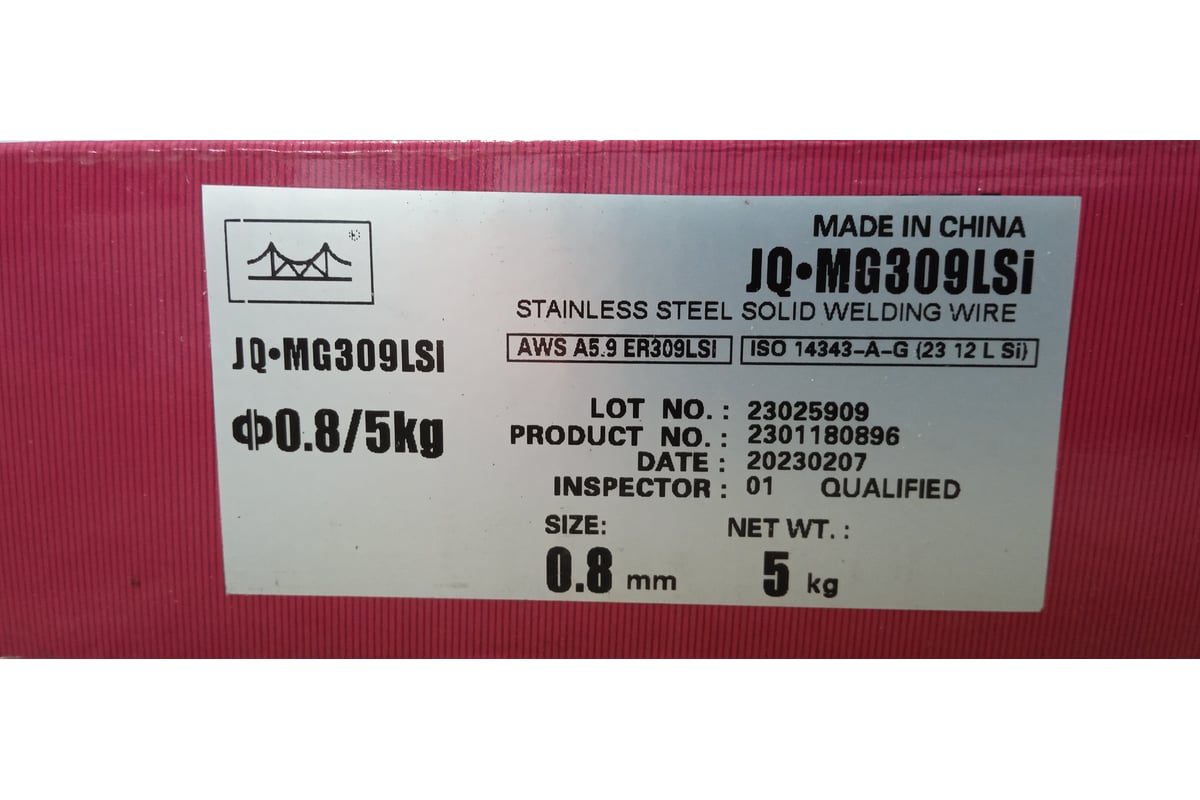 MADE IN CHINA
JQ•MG309LSi
STAINLESS STEEL SOLID WELDING WIRE
AWS A5.9 ER309LSi
ISO 14343-A-G (23 12 L Si)
JQ•MG309LSi
Φ0.8/5kg
LOT NO.: 23025909
PRODUCT NO.: 2301180896
DATE: 20230207
INSPECTOR: 01 QUALIFIED
SIZE: NET WT.:
0.8 mm 5 kg